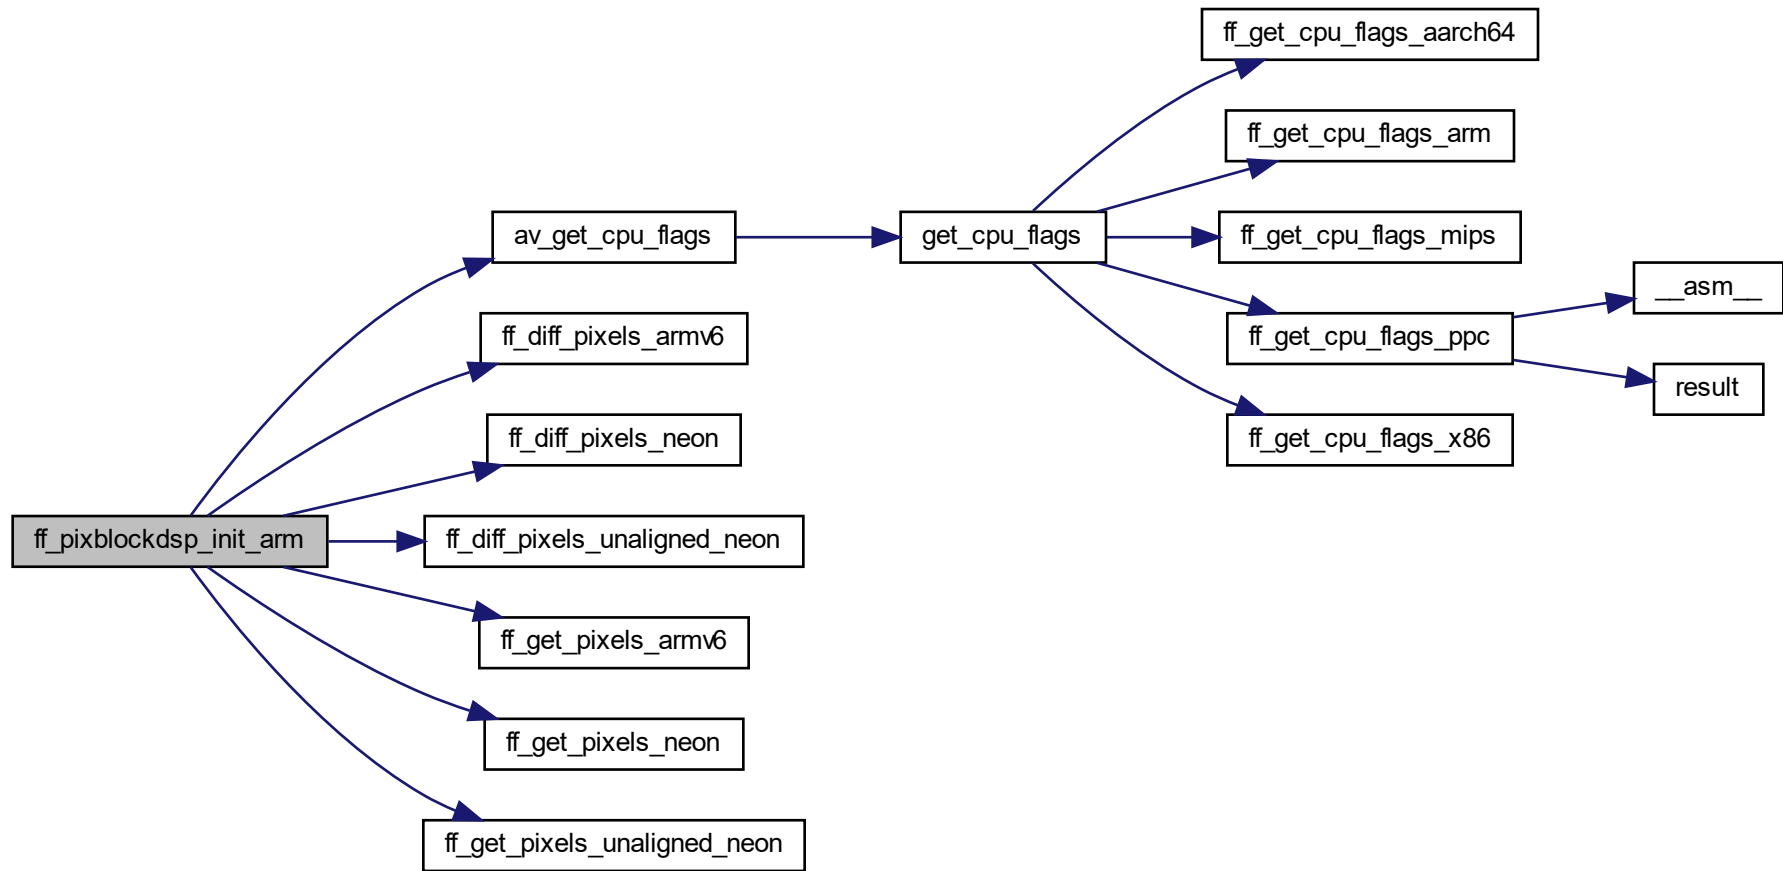 ff_get_cpu_flags_aarch64
ff_get_cpu_flags_arm
av_get_cpu_flags
get_cpu_flags
ff_get_cpu_flags_mips
__asm__
ff_diff_pixels_armv6
ff_get_cpu_flags_ppc
result
ff_diff_pixels_neon
ff_get_cpu_flags_x86
ff_pixblockdsp_init_arm
ff_diff_pixels_unaligned_neon
ff_get_pixels_armv6
ff_get_pixels_neon
ff_get_pixels_unaligned_neon